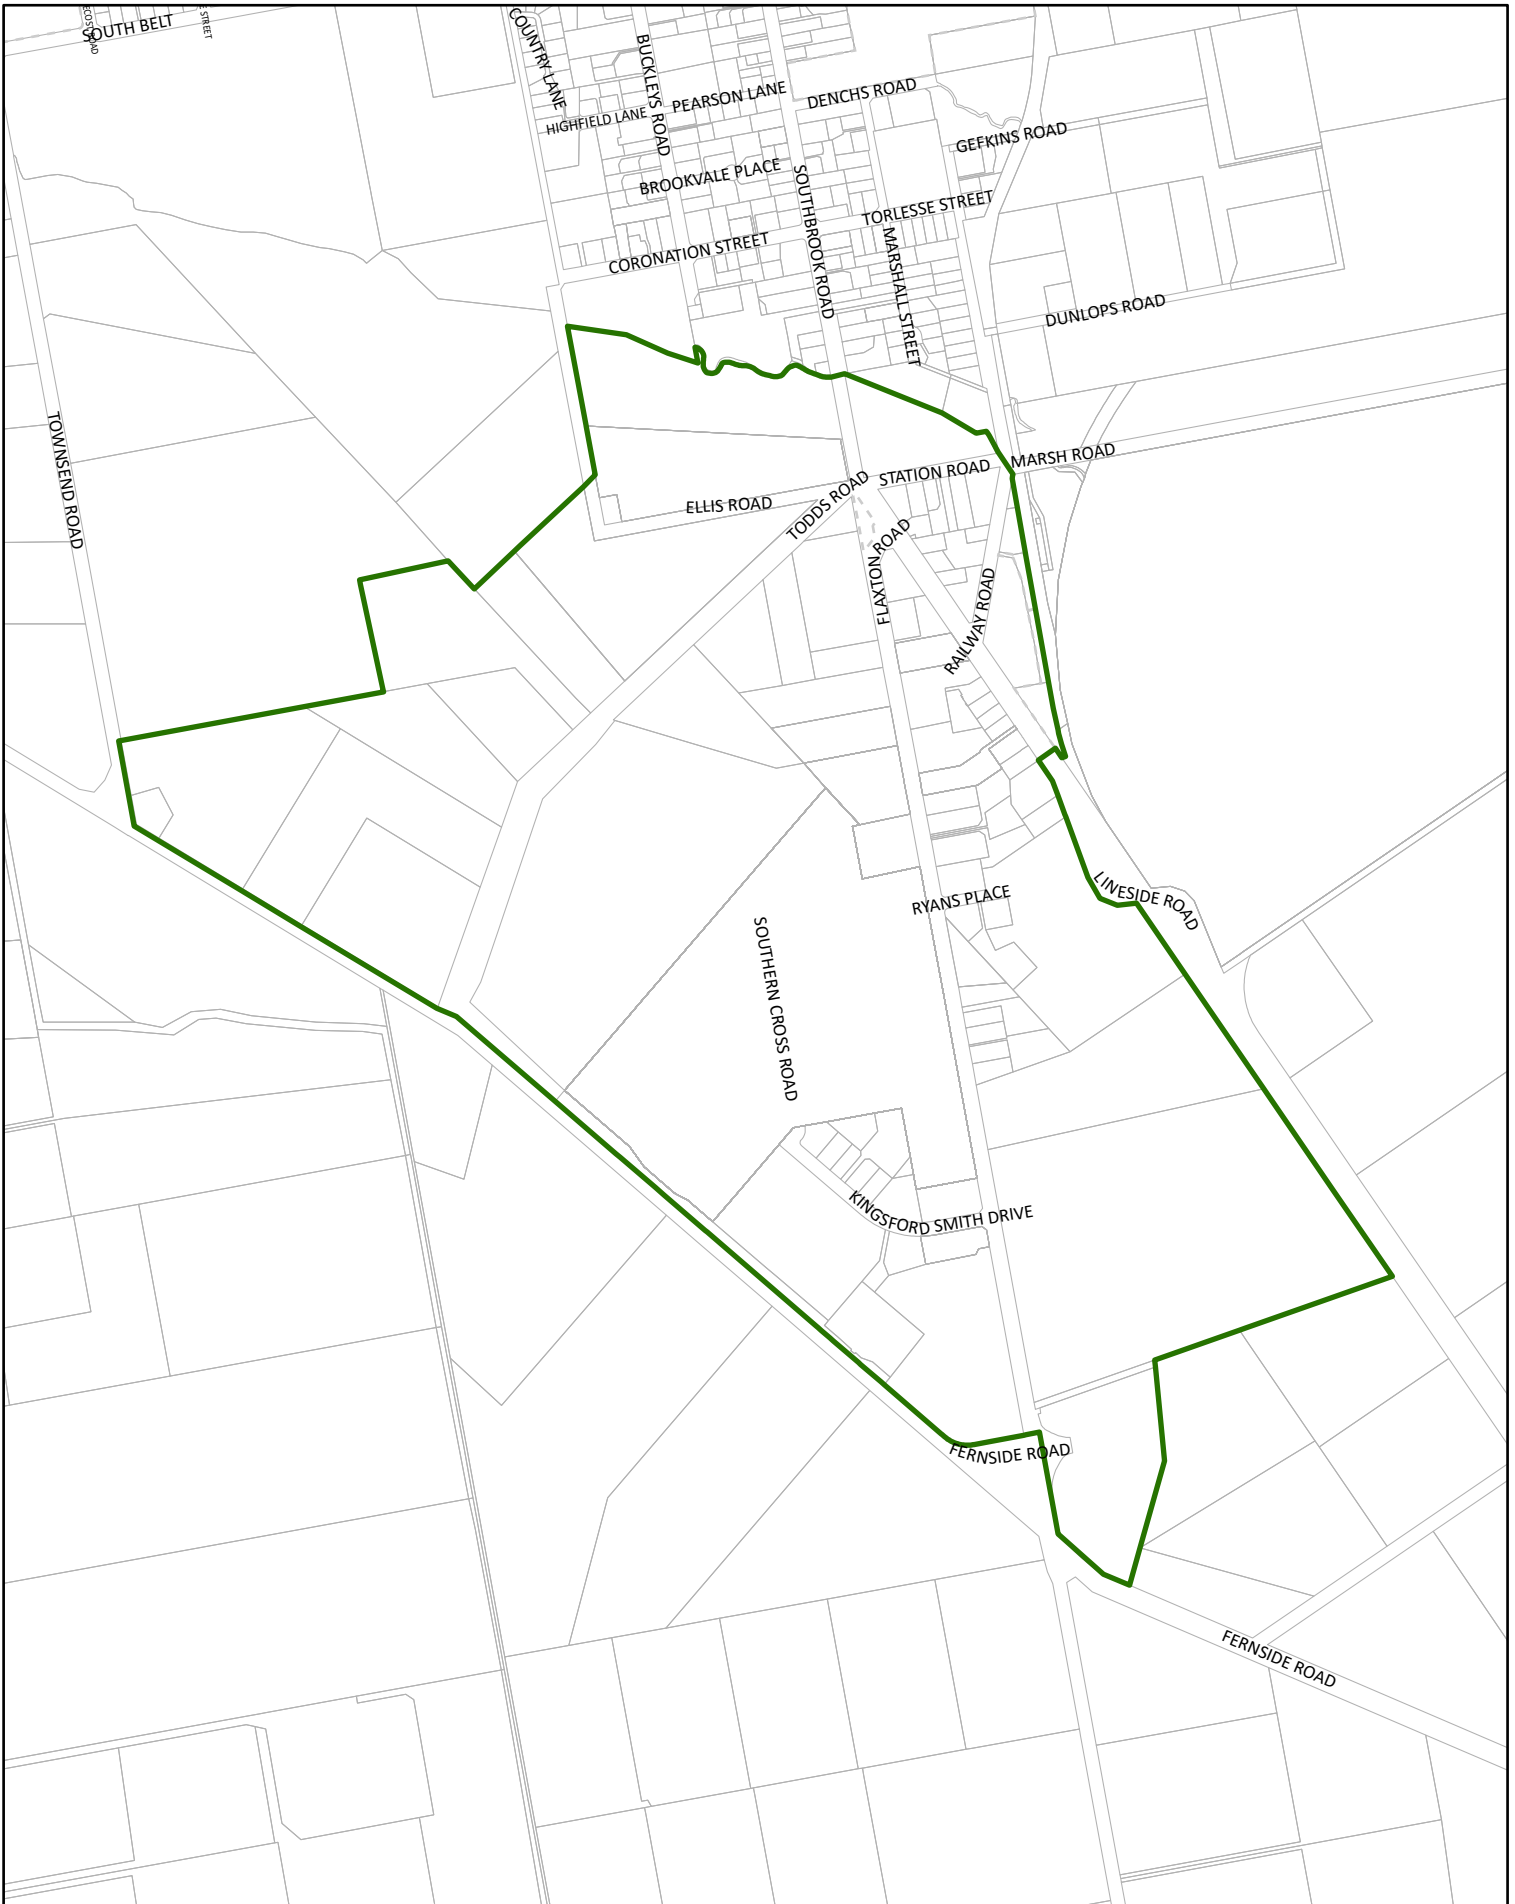 SOUTH BELT
COUNTRY LANE
BUCKLEYS ROAD
PEARSON LANE
DENCHS ROAD
HIGHFIELD LANE
GEFKINS ROAD
BROOKVALE PLACE
SOUTHBROOK ROAD
TORLESSE STREET
CORONATION STREET
MARSHALL STREET
DUNLOPS ROAD
TOWNSEND ROAD
STATION ROAD
MARSH ROAD
ELLIS ROAD
TODDS ROAD
FLAXTON ROAD
RAILWAY ROAD
LINESIDE ROAD
RYANS PLACE
SOUTHERN CROSS ROAD
KINGSFORD SMITH DRIVE
FERNSIDE ROAD
FERNSIDE ROAD